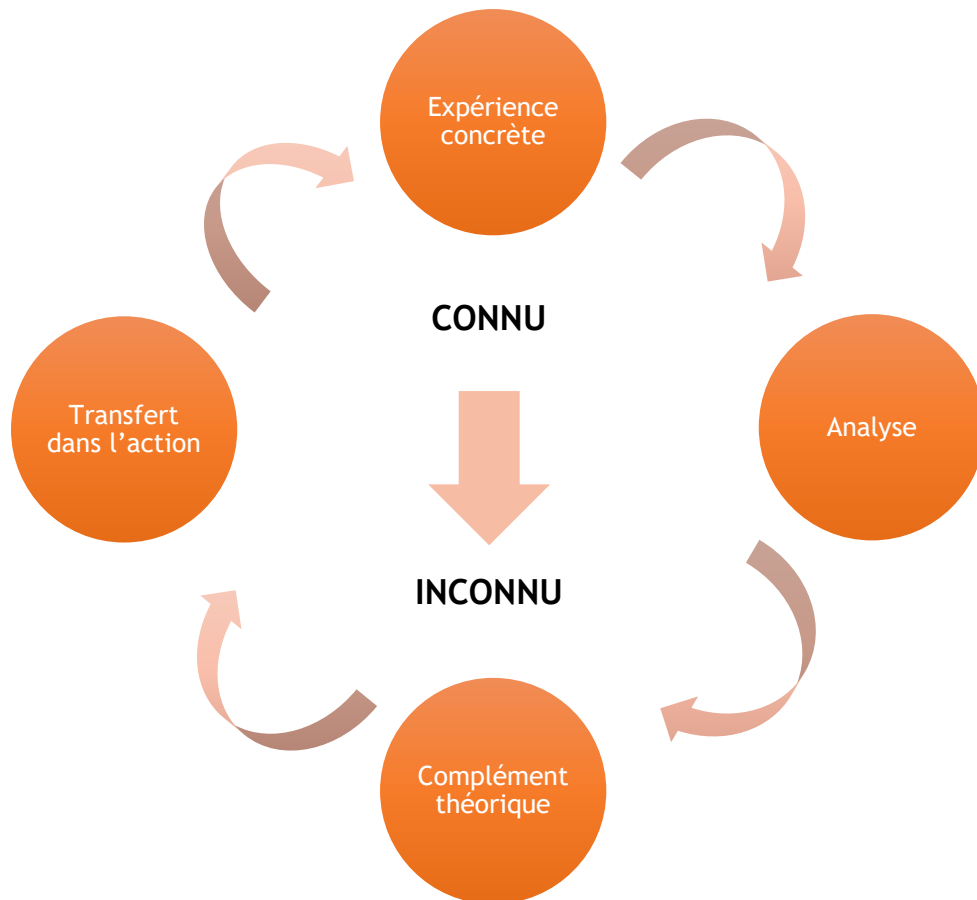 Expérience
concrète
CONNU
Transfert
dans l’action
Analyse
INCONNU
Complément
théorique